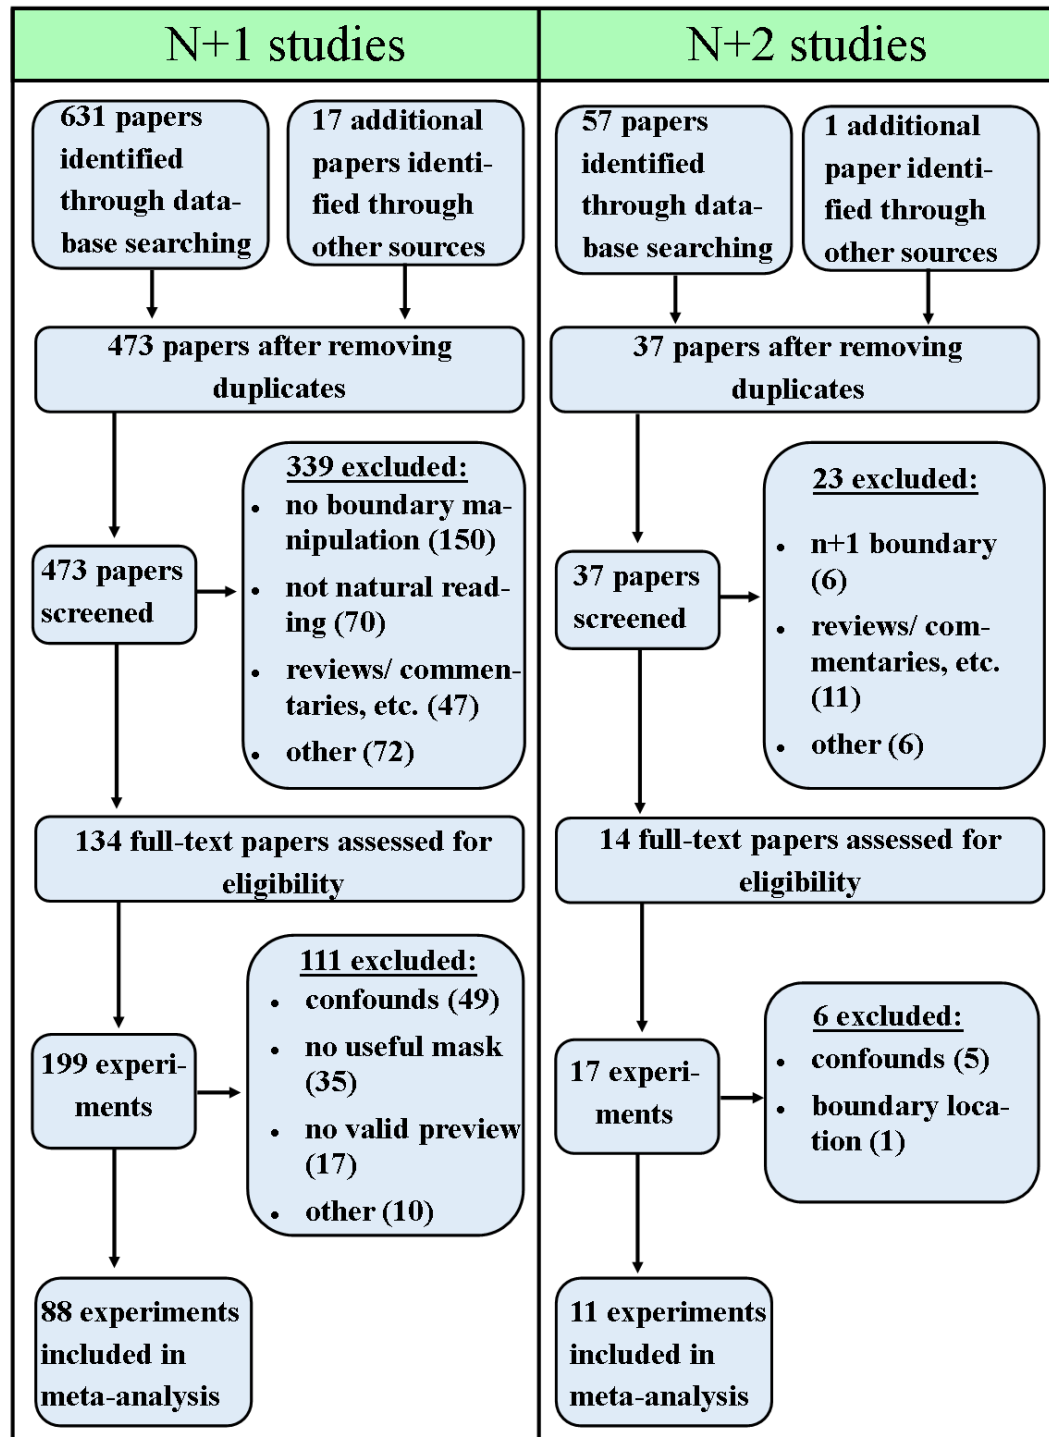 N+1 studies
631 papers
identified
through data-
base searching
17 additional
papers identi-
fied through
other sources
473 papers after removing
duplicates
339 excluded:
• no boundary ma-
nipulation (150)
• not natural read-
ing (70)
• reviews/ commen-
taries, etc. (47)
• other (72)
473 papers
screened
134 full-text papers assessed for
eligibility
111 excluded:
• confounds (49)
• no useful mask
(35)
• no valid preview
(17)
• other (10)
199 experi-
ments
88 experiments
included in
meta-analysis
N+2 studies
57 papers
identified
through data-
base searching
1 additional
paper identi-
fied through
other sources
37 papers after removing
duplicates
23 excluded:
• n+1 boundary
(6)
• reviews/ com-
mentaries, etc.
(11)
• other (6)
37 papers
screened
14 full-text papers assessed for
eligibility
6 excluded:
• confounds (5)
• boundary loca-
tion (1)
17 experi-
ments
11 experiments
included in
meta-analysis